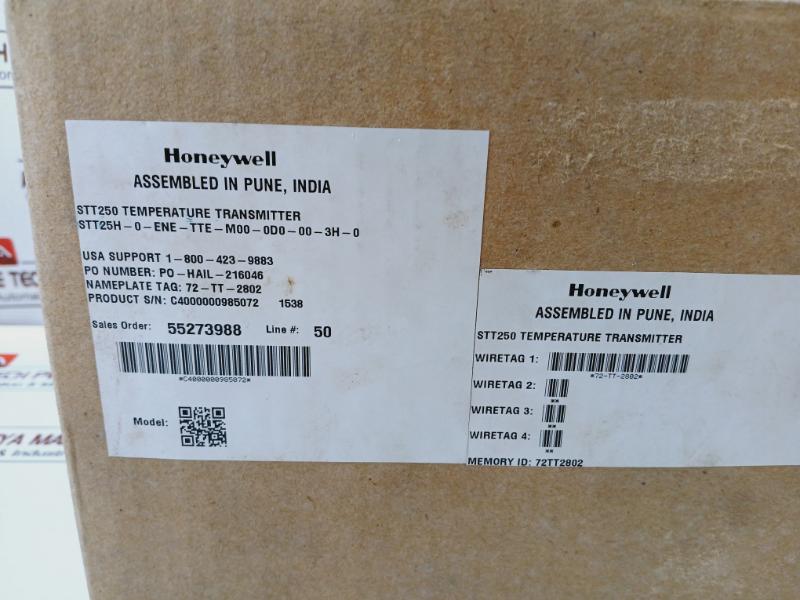 Honeywell
ASSEMBLED IN PUNE, INDIA
STT250 TEMPERATURE TRANSMITTER
STT25H-0-ENE-TTE-M00-0D0-00-3H-0
USA SUPPORT 1-800-423-9883
PO NUMBER: PO-HAIL-216046
NAMEPLATE TAG: 72-TT-2802
PRODUCT S/N: C4000000985072 1538
Sales Order: 55273988 Line #: 50
*C4000000985072*
Model:
Honeywell
ASSEMBLED IN PUNE, INDIA
STT250 TEMPERATURE TRANSMITTER
WIRETAG 1:
*72-TT-2802*
WIRETAG 2:
**
WIRETAG 3:
**
WIRETAG 4:
**
MEMORY ID: 72TT2802